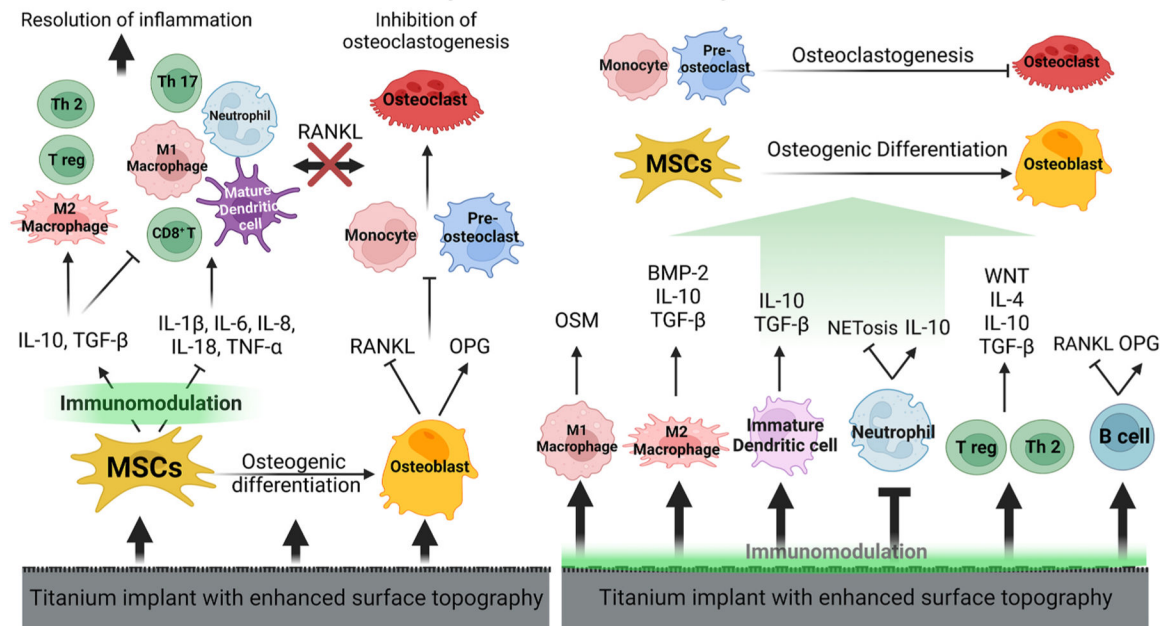 Resolution of inflammation
Th 2
T reg
M2
Macrophage
Th 17
Neutrophil
M1
Macrophage
Mature
Dendritic
cell
CD8⁺ T
IL-10, TGF-β
IL-1β, IL-6, IL-8,
IL-18, TNF-α
Immunomodulation
MSCs
Osteogenic
differentiation
Osteoblast
RANKL
OPG
Monocyte
Pre-
osteoclast
RANKL
Osteoclast
Inhibition of
osteoclastogenesis
Titanium implant with enhanced surface topography
Monocyte
Pre-
osteoclast
Osteoclastogenesis
Osteoclast
MSCs
Osteogenic Differentiation
Osteoblast
OSM
BMP-2
IL-10
TGF-β
IL-10
TGF-β
NETosis IL-10
WNT
IL-4
IL-10
TGF-β
RANKL OPG
M1
Macrophage
M2
Macrophage
Immature
Dendritic cell
Neutrophil
T reg
Th 2
B cell
Immunomodulation
Titanium implant with enhanced surface topography